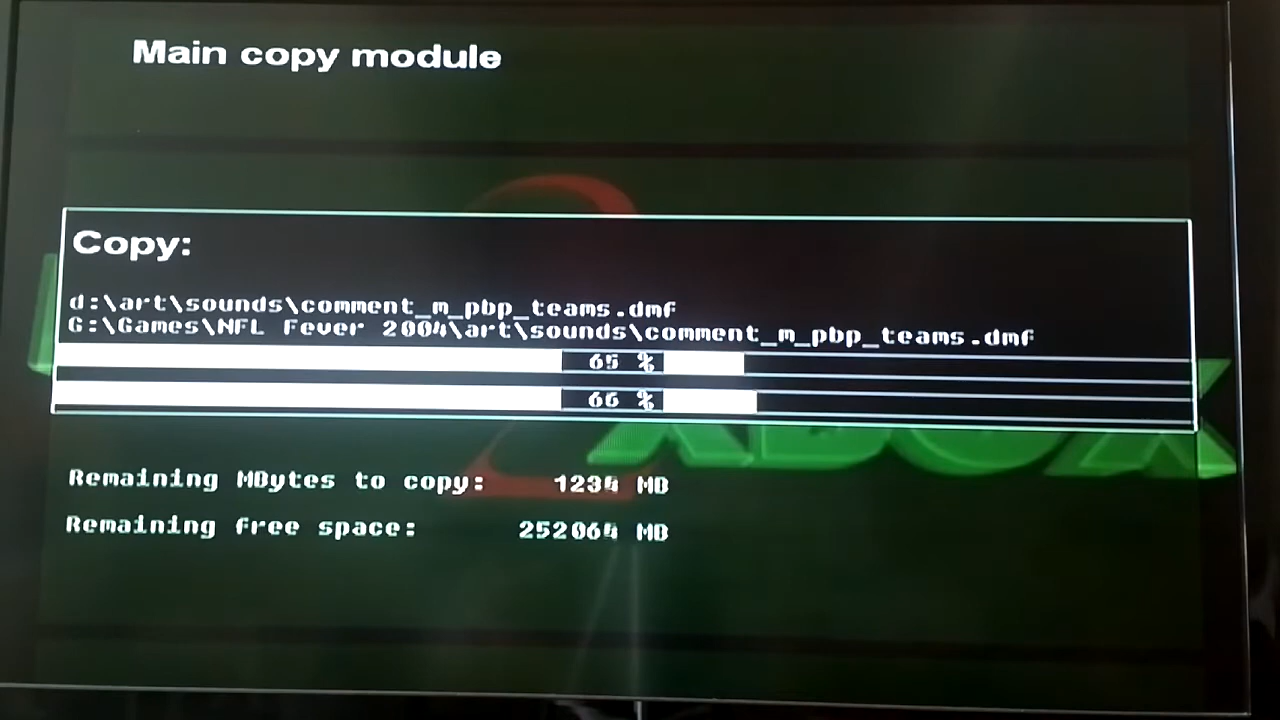 Main copy module
Copy:
d:\art\sounds\comment_m_pbp_teams.dmf
G:\Games\NFL Fever 2004\art\sounds\comment_m_pbp_teams.dmf
65 %
66 %
XBOX
Remaining MBytes to copy: 1234 MB
Remaining free space: 252064 MB